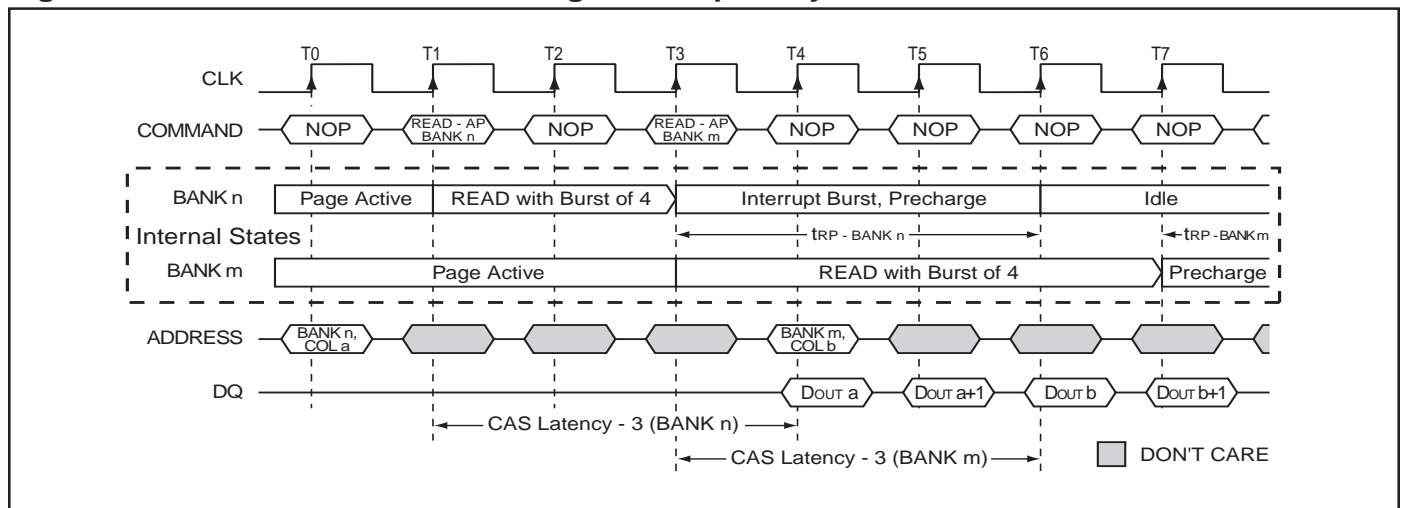 T0 T1 T2 T3 T4 T5 T6 T7
CLK
COMMAND NOP READ - AP BANK n NOP READ - AP BANK m NOP NOP NOP NOP
BANK n Page Active READ with Burst of 4 Interrupt Burst, Precharge Idle
Internal States tRP - BANK n tRP - BANK m
BANK m Page Active READ with Burst of 4 Precharge
ADDRESS BANK n, COL a BANK m, COL b
DQ DOUT a DOUT a+1 DOUT b DOUT b+1
CAS Latency - 3 (BANK n)
CAS Latency - 3 (BANK m) DON'T CARE